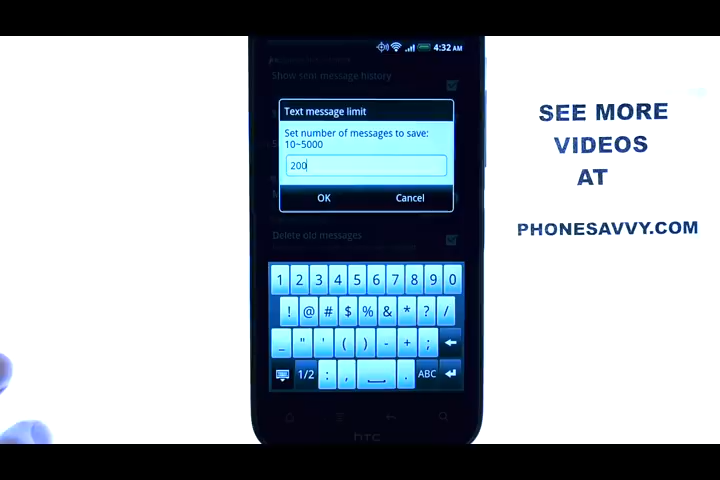 4:32 AM
Show sent message history
Text message limit
Set number of messages to save:
10~5000
200
OK Cancel
Delete old messages
1 2 3 4 5 6 7 8 9 0
! @ # $ % & * ? /
_ " ' ( ) - + ;
1/2 : , . ABC
hTC
SEE MORE
VIDEOS
AT
PHONESAVVY.COM